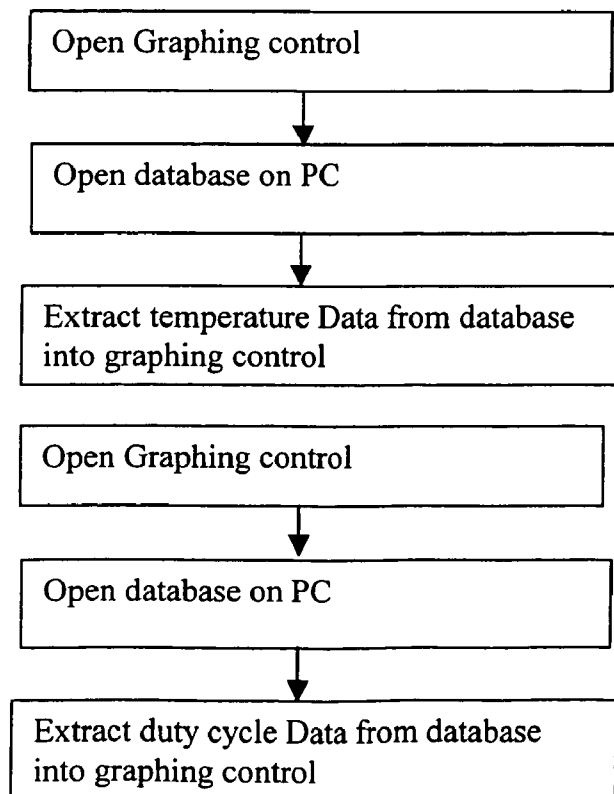 Open Graphing control
Open database on PC
Extract temperature Data from database
into graphing control
Open Graphing control
Open database on PC
Extract duty cycle Data from database
into graphing control